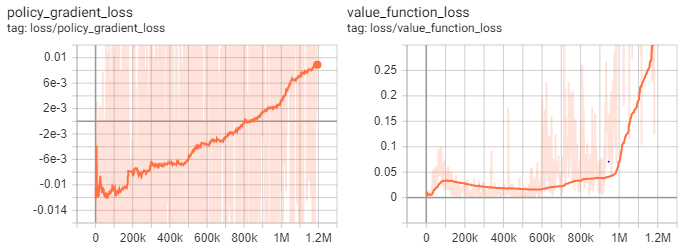 policy_gradient_loss
tag: loss/policy_gradient_loss
0.01
6e-3
2e-3
-2e-3
-6e-3
-0.01
-0.014
0 200k 400k 600k 800k 1M 1.2M
value_function_loss
tag: loss/value_function_loss
0.25
0.2
0.15
0.1
0.05
0
0 200k 400k 600k 800k 1M 1.2M